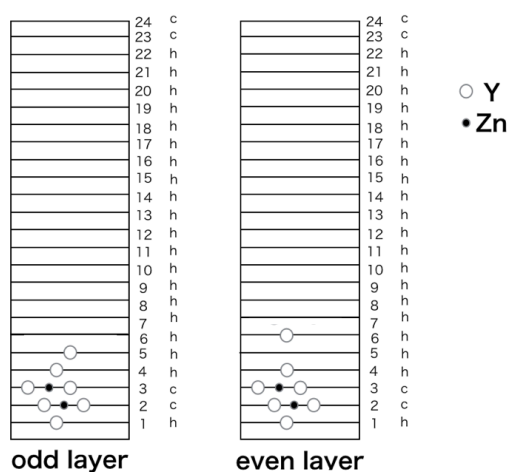 24 c
23 c
22 h
21 h
20 h
19 h
18 h
17 h
16 h
15 h
14 h
13 h
12 h
11 h
10 h
9 h
8 h
7 h
6 h
5 h
4 h
3 c
2 c
1 h
odd layer
24 c
23 c
22 h
21 h
20 h
19 h
18 h
17 h
16 h
15 h
14 h
13 h
12 h
11 h
10 h
9 h
8 h
7 h
6 h
5 h
4 h
3 c
2 c
1 h
even layer
Y
Zn